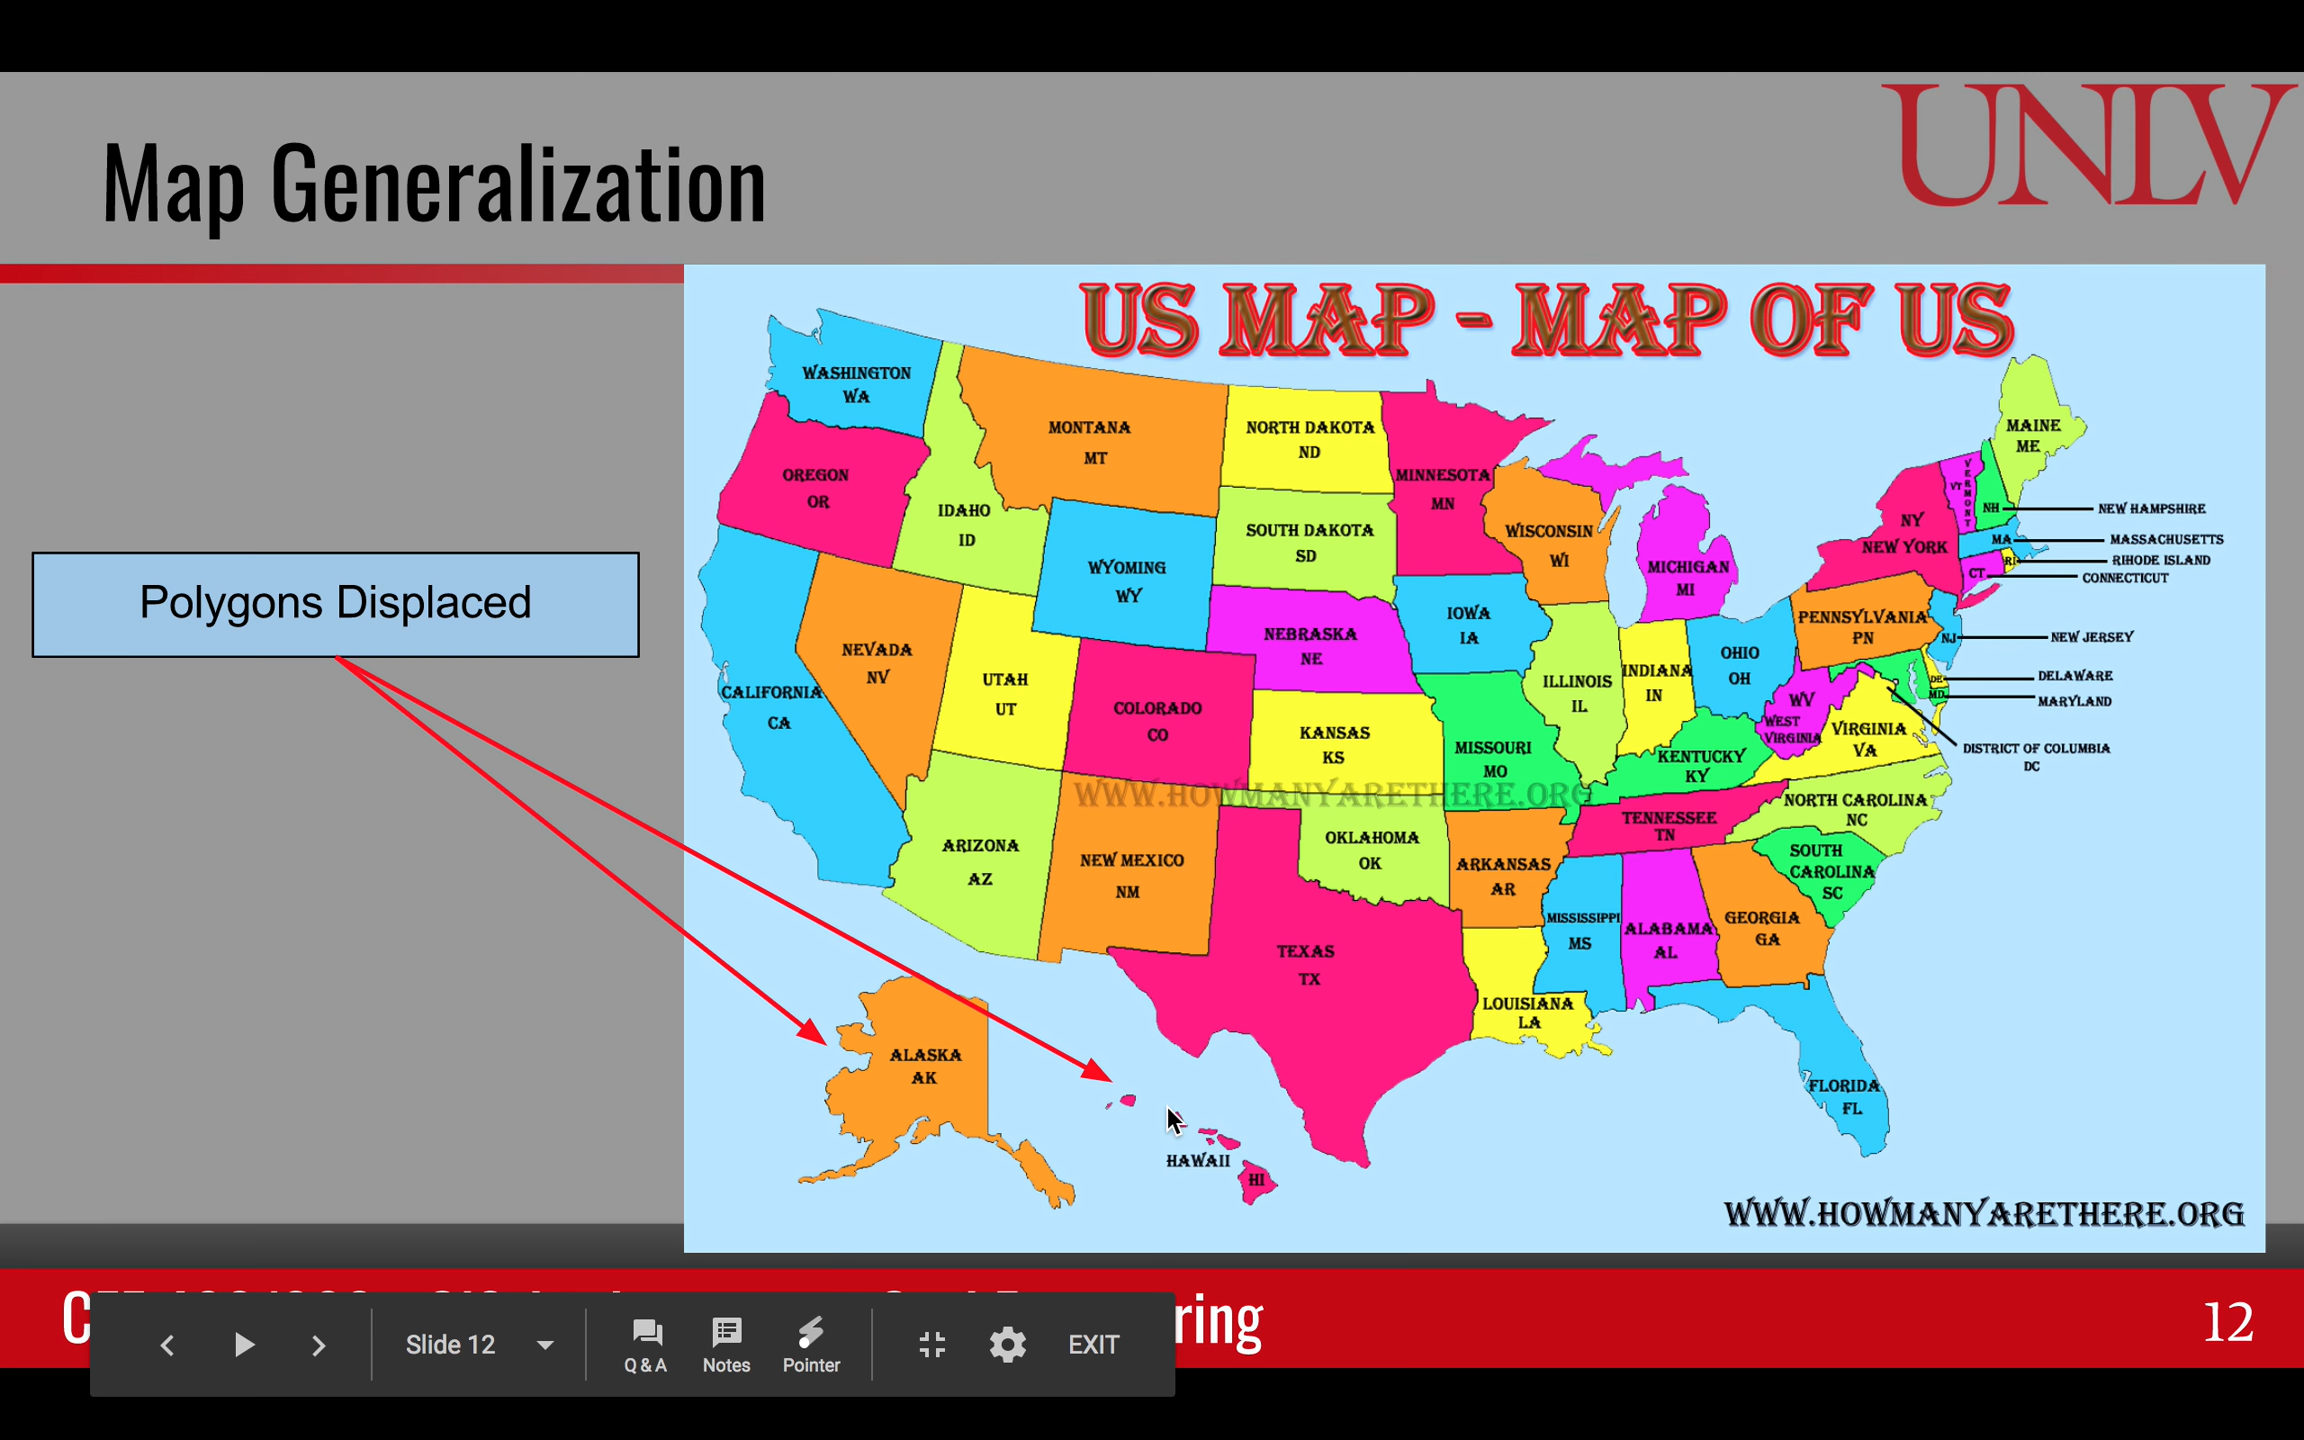 UNLV
Map Generalization
US MAP - MAP OF US
Polygons Displaced
WASHINGTON
WA
OREGON
OR
CALIFORNIA
CA
IDAHO
ID
NEVADA
NV
MONTANA
MT
WYOMING
WY
UTAH
UT
COLORADO
CO
ARIZONA
AZ
NEW MEXICO
NM
NORTH DAKOTA
ND
SOUTH DAKOTA
SD
NEBRASKA
NE
KANSAS
KS
OKLAHOMA
OK
TEXAS
TX
MINNESOTA
MN
IOWA
IA
MISSOURI
MO
ARKANSAS
AR
LOUISIANA
LA
WISCONSIN
WI
ILLINOIS
IL
MICHIGAN
MI
INDIANA
IN
OHIO
OH
KENTUCKY
KY
TENNESSEE
TN
MISSISSIPPI
MS
ALABAMA
AL
GEORGIA
GA
FLORIDA
FL
SOUTH
CAROLINA
SC
NORTH CAROLINA
NC
VIRGINIA
VA
WV
WEST
VIRGINIA
PENNSYLVANIA
PN
NY
NEW YORK
VT
VERMONT
MAINE
ME
NH
NEW HAMPSHIRE
MA
MASSACHUSETTS
RI
RIHODE ISLAND
CT
CONNECTICUT
NJ
NEW JERSEY
DE
DELAWARE
MD
MARYLAND
DISTRICT OF COLUMBIA
DC
ALASKA
AK
HAWAII
HI
WWW.HOWMANYARETHERE.ORG
WWW.HOWMANYARETHERE.ORG
ring
12
Slide 12
Q & A
Notes
Pointer
EXIT